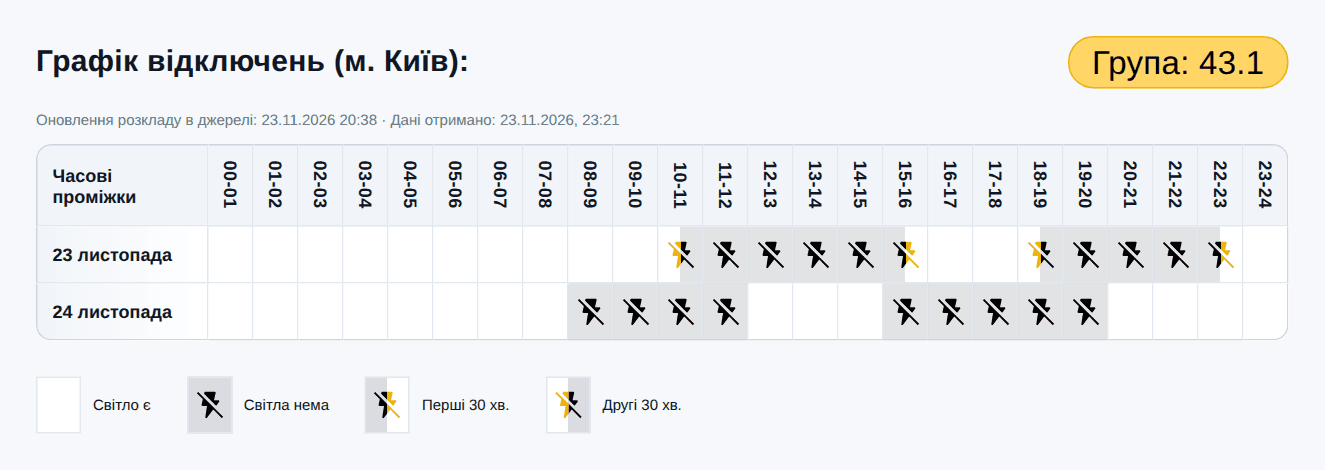 Графік відключень (м. Київ):
Група: 43.1
Оновлення розкладу в джерелі: 23.11.2026 20:38 · Дані отримано: 23.11.2026, 23:21
Часові
проміжки
00-01
01-02
02-03
03-04
04-05
05-06
06-07
07-08
08-09
09-10
10-11
11-12
12-13
13-14
14-15
15-16
16-17
17-18
18-19
19-20
20-21
21-22
22-23
23-24
23 листопада
24 листопада
Світло є
Світла нема
Перші 30 хв.
Другі 30 хв.